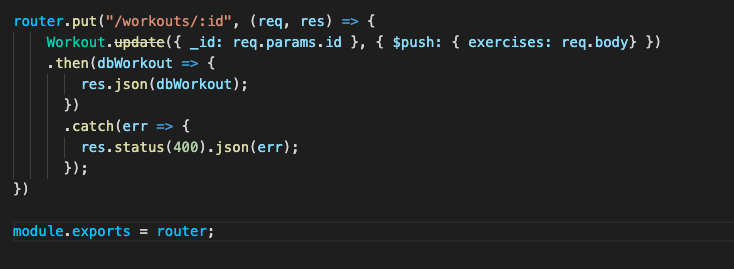 router.put("/workouts/:id", (req, res) => {
Workout.update({ _id: req.params.id }, { $push: { exercises: req.body} })
.then(dbWorkout => {
res.json(dbWorkout);
})
.catch(err => {
res.status(400).json(err);
});
})
module.exports = router;